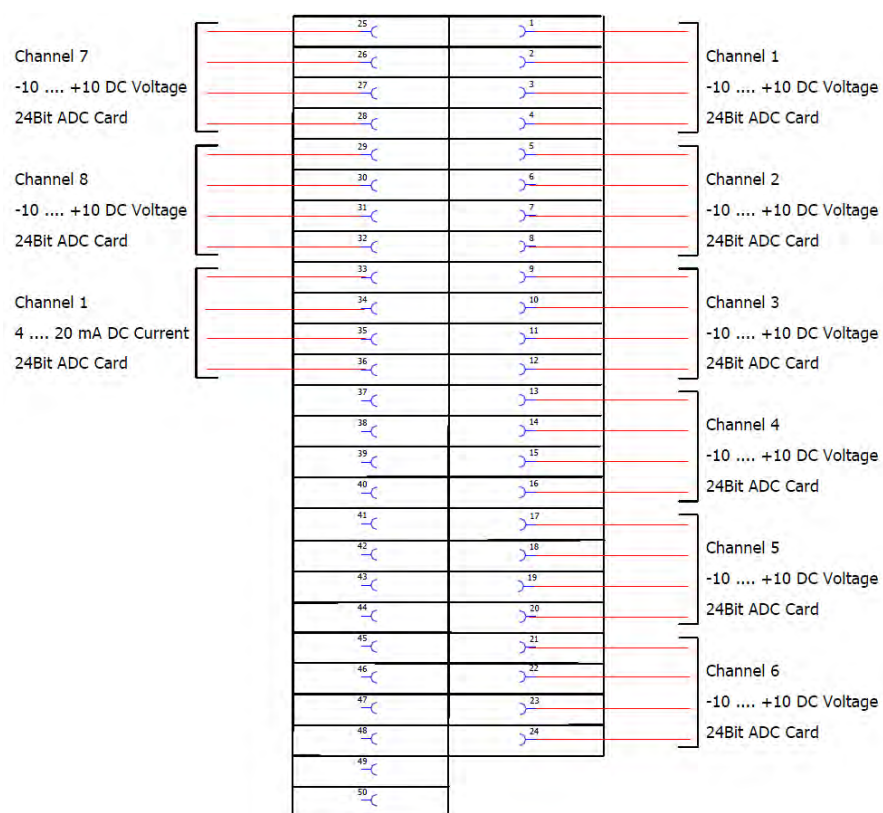 25
1
Channel 7
26
2
Channel 1
-10 .... +10 DC Voltage
27
3
-10 .... +10 DC Voltage
24Bit ADC Card
28
4
24Bit ADC Card
29
5
Channel 8
30
6
Channel 2
-10 .... +10 DC Voltage
31
7
-10 .... +10 DC Voltage
24Bit ADC Card
32
8
24Bit ADC Card
33
9
Channel 1
34
10
Channel 3
4 .... 20 mA DC Current
35
11
-10 .... +10 DC Voltage
24Bit ADC Card
36
12
24Bit ADC Card
37
13
38
14
Channel 4
39
15
-10 .... +10 DC Voltage
40
16
24Bit ADC Card
41
17
42
18
Channel 5
43
19
-10 .... +10 DC Voltage
44
20
24Bit ADC Card
45
21
46
22
Channel 6
47
23
-10 .... +10 DC Voltage
48
24
24Bit ADC Card
49
50